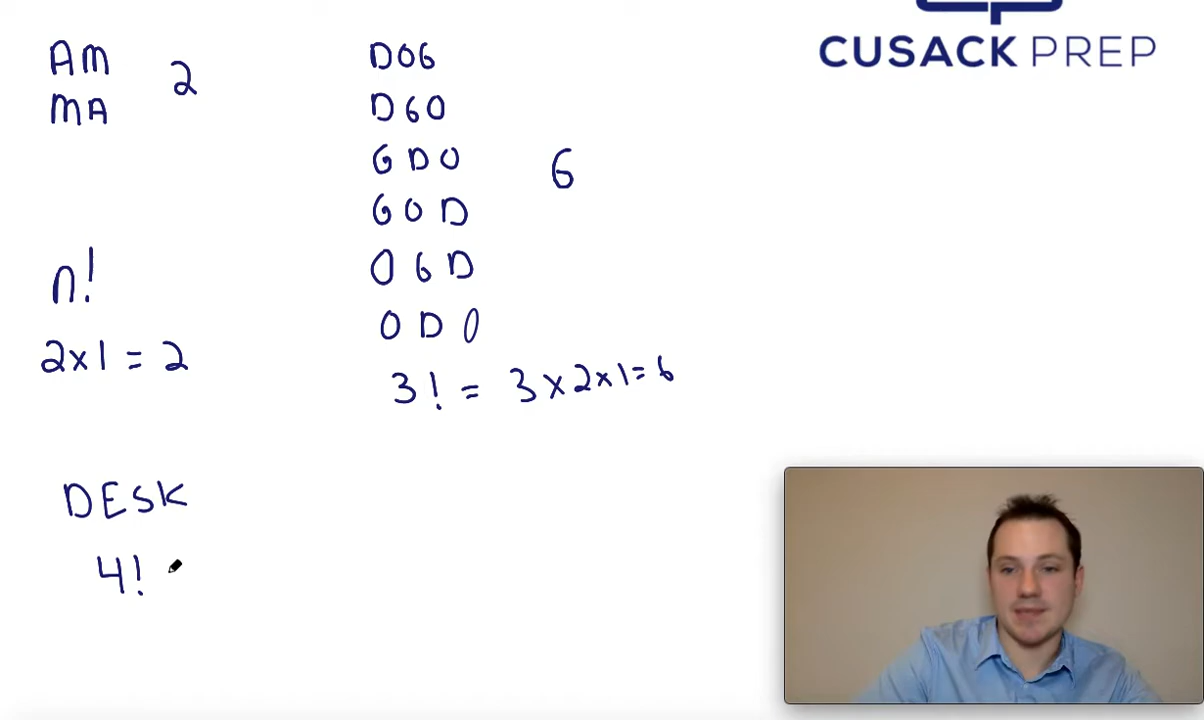 CUSACK PREP
AM
MA
2
DOG
DGO
GDO
GOD
OGD
ODO
6
n!
2x1 = 2
3! = 3x2x1=6
DESK
4!